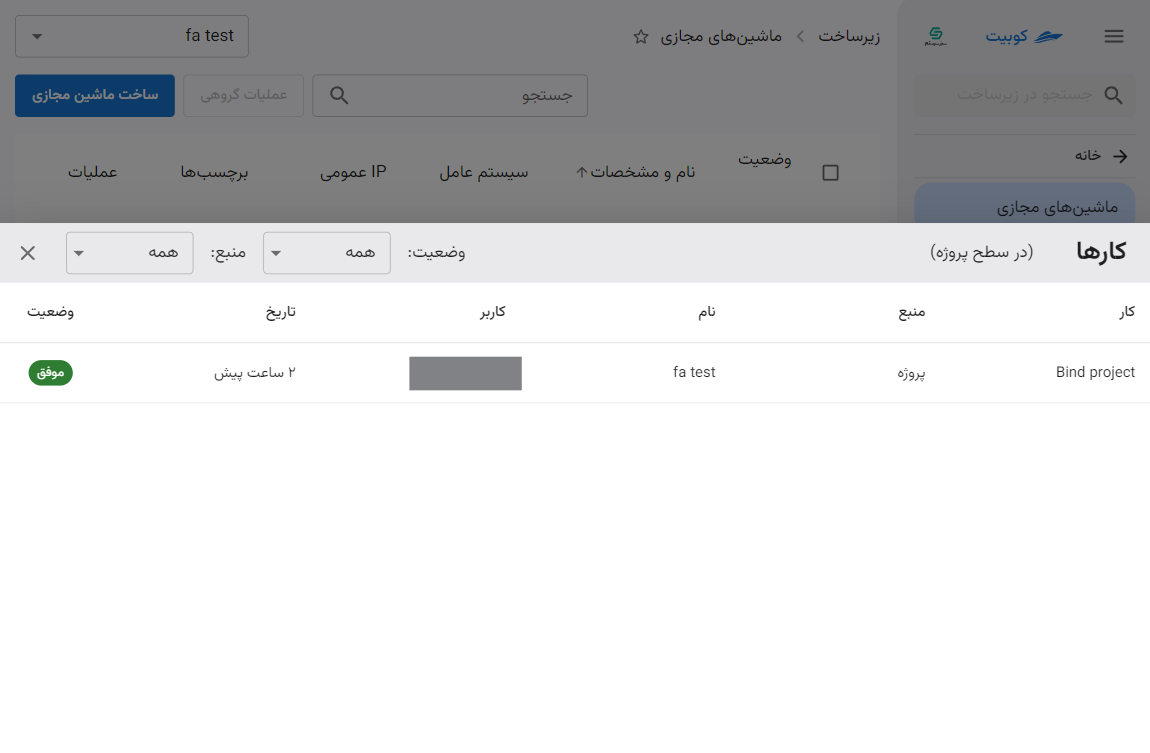 کوبیت
زیرساخت
ماشین‌های مجازی
fa test
جستجو در زیرساخت
جستجو
عملیات گروهی
ساخت ماشین مجازی
خانه
ماشین‌های مجازی
وضعیت
نام و مشخصات
سیستم عامل
IP عمومی
برچسب‌ها
عملیات
کارها (در سطح پروژه) وضعیت: همه منبع: همه
کار منبع نام کاربر تاریخ وضعیت
Bind project پروژه fa test ۲ ساعت پیش موفق